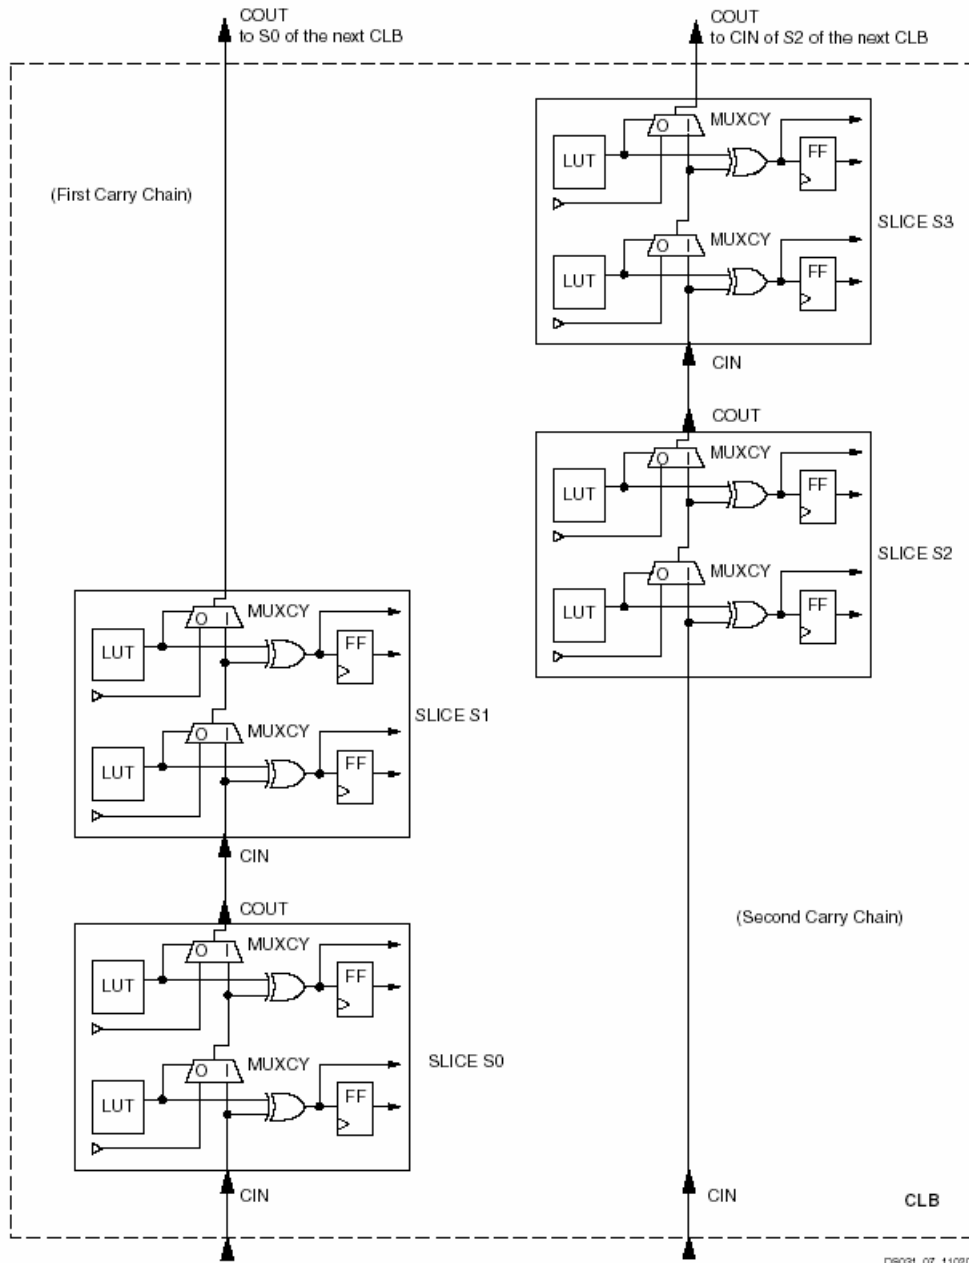 COUT
to S0 of the next CLB
COUT
to CIN of S2 of the next CLB
(First Carry Chain)
O I MUXCY
LUT
FF
SLICE S3
O I MUXCY
LUT
FF
CIN
COUT
O I MUXCY
LUT
FF
SLICE S2
O I MUXCY
LUT
FF
O I MUXCY
LUT
FF
SLICE S1
O I MUXCY
LUT
FF
CIN
COUT
(Second Carry Chain)
O I MUXCY
LUT
FF
SLICE S0
O I MUXCY
LUT
FF
CIN
CIN
CLB